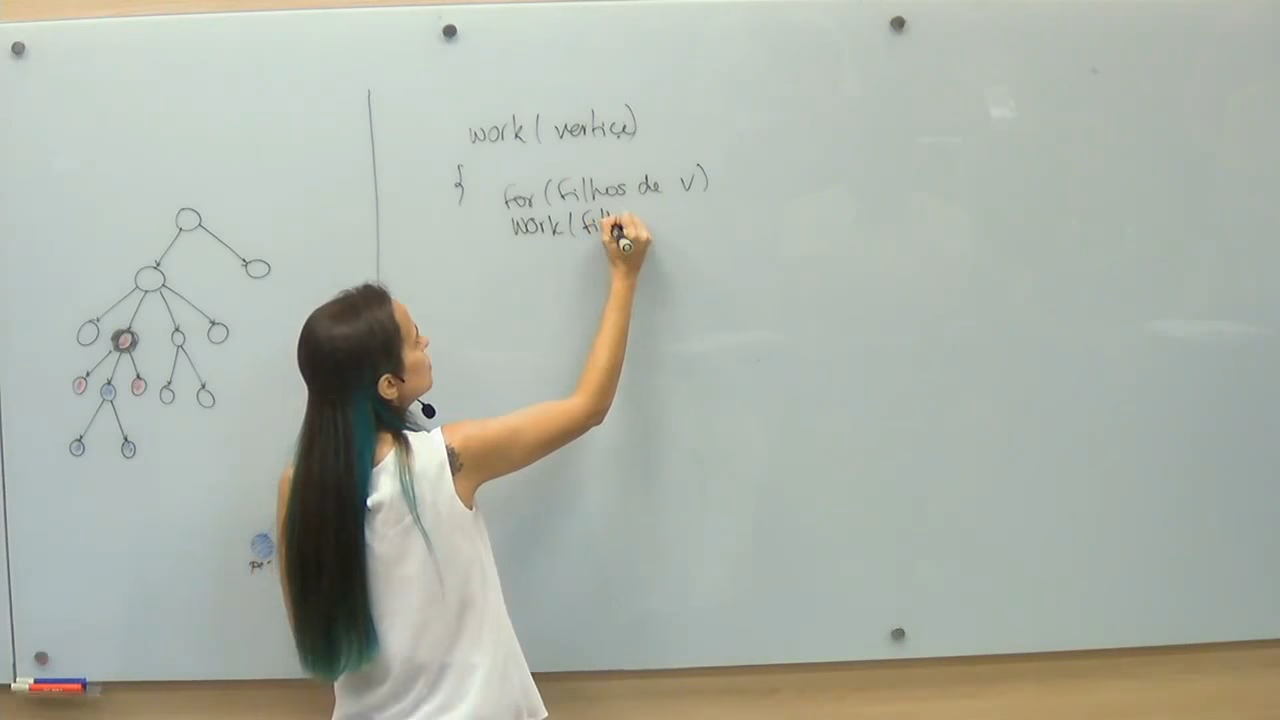 work( vertice)
{ for(filhos de v)
work(fil